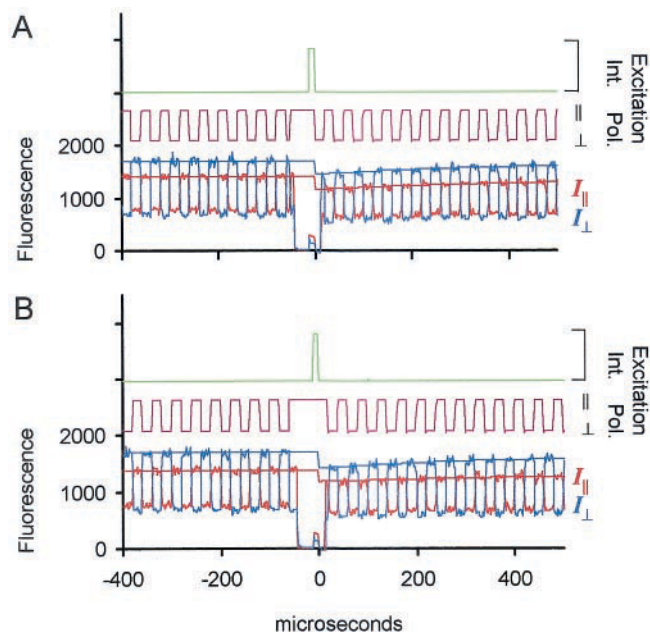 A
Excitation
Int. Pol.
|| ⊥
Fluorescence
2000
1000
0
I||
I⊥
B
Excitation
Int. Pol.
|| ⊥
Fluorescence
2000
1000
0
I||
I⊥
-400 -200 0 200 400
microseconds